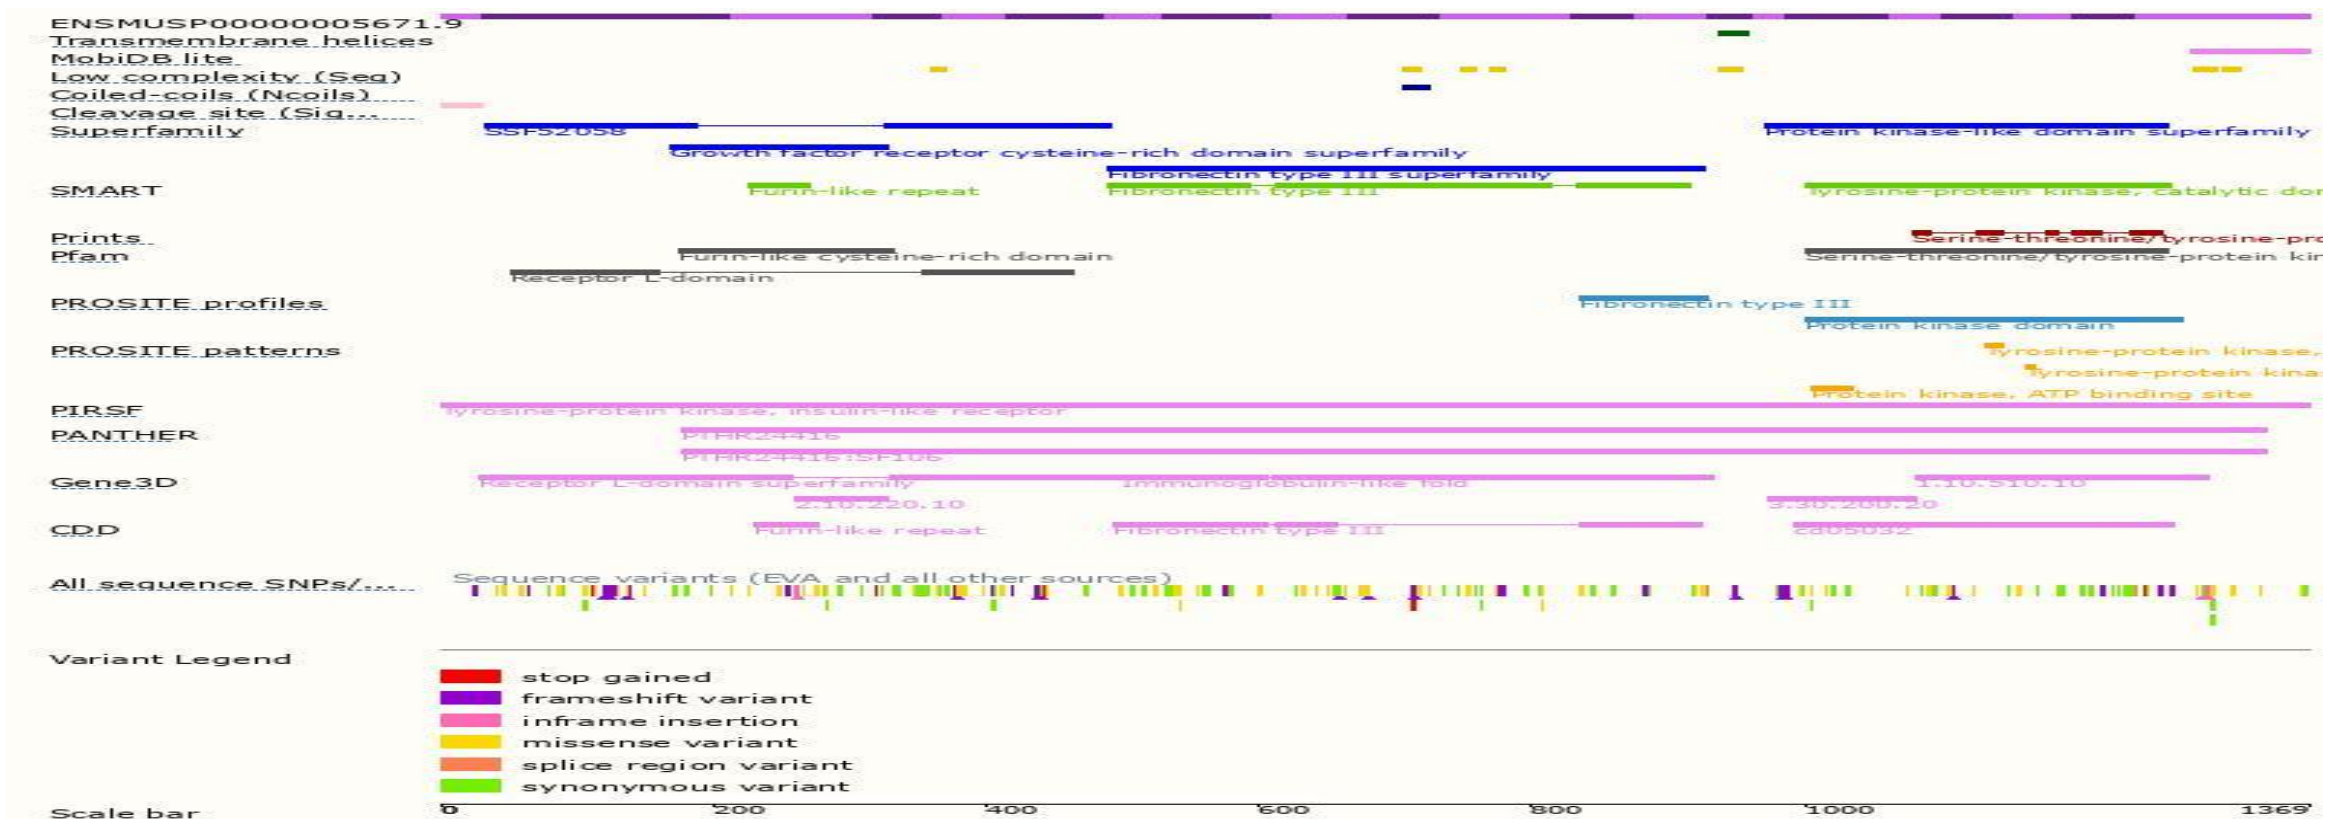 ENSMUSP00000005671.9
Transmembrane helices
MobiDB lite
Low complexity (Seg)
Coiled-coils (Ncoils)
Cleavage site (Sig...
Superfamily
SSF52058
Protein kinase-like domain superfamily
Growth factor receptor cysteine-rich domain superfamily
Fibronectin type III superfamily
SMART
Furin-like repeat
Fibronectin type III
Tyrosine-protein kinase, catalytic dor
Prints
Serine-threonine/tyrosine-pro
Pfam
Furin-like cysteine-rich domain
Serine-threonine/tyrosine-protein kin
Receptor L-domain
PROSITE profiles
Fibronectin type III
Protein kinase domain
PROSITE patterns
Tyrosine-protein kinase,
Tyrosine-protein kina
Protein kinase, ATP binding site
PIRSF
Tyrosine-protein kinase, insulin-like receptor
PANTHER
PTHR24416
PTHR24416:SF106
Gene3D
Receptor L-domain superfamily
Immunoglobulin-like fold
1.10.510.10
2.10.220.10
3.30.200.20
CDD
Furin-like repeat
Fibronectin type III
cd05032
All sequence SNPs/...
Sequence variants (EVA and all other sources)
Variant Legend
stop gained
frameshift variant
inframe insertion
missense variant
splice region variant
synonymous variant
Scale bar
0 200 400 600 800 1000 1369